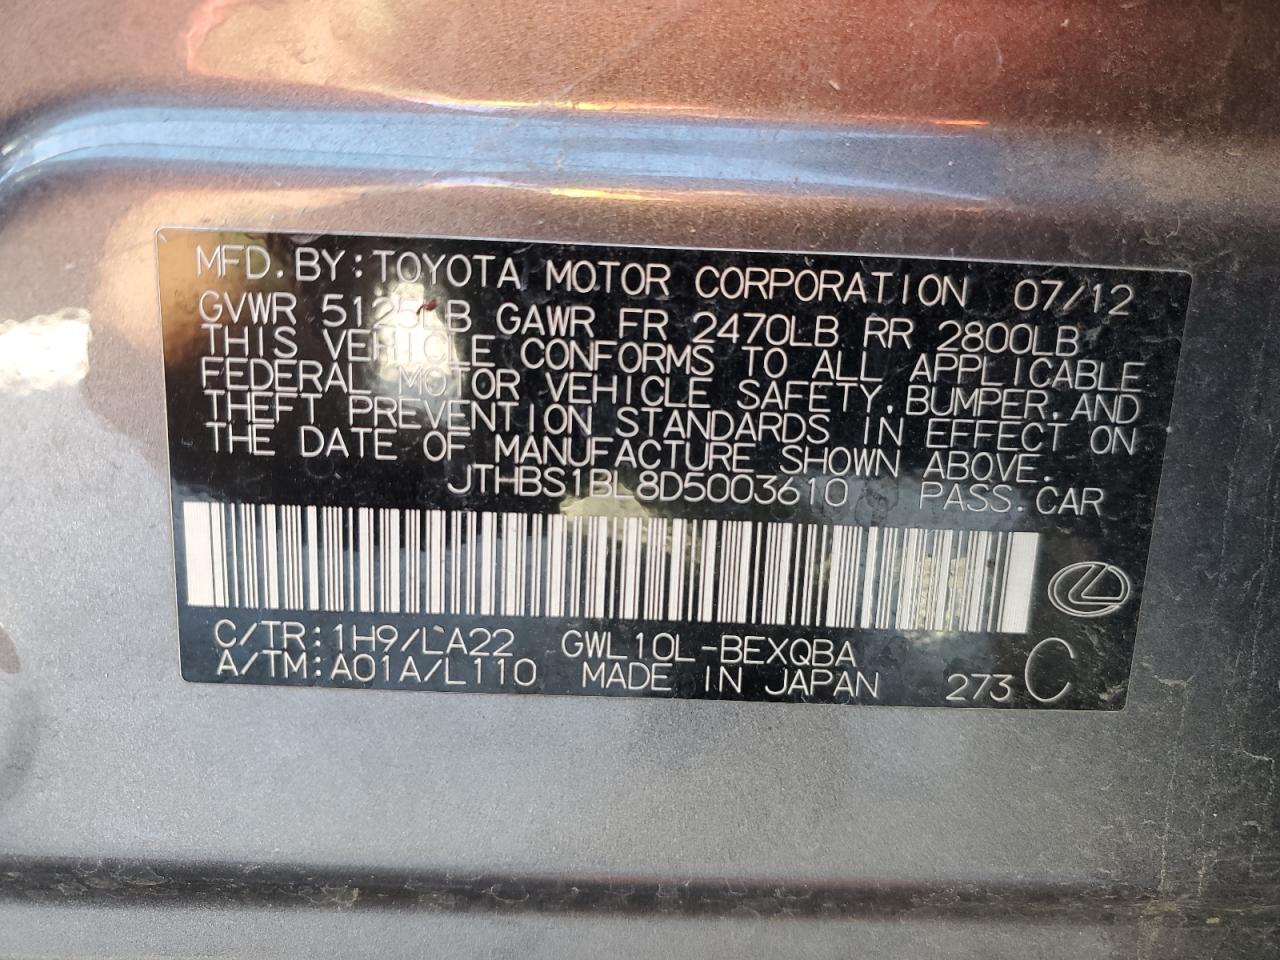 MFD. BY: TOYOTA MOTOR CORPORATION 07/12
GVWR 5125LB GAWR FR 2470LB RR 2800LB
THIS VEHICLE CONFORMS TO ALL APPLICABLE
FEDERAL MOTOR VEHICLE SAFETY, BUMPER, AND
THEFT PREVENTION STANDARDS IN EFFECT ON
THE DATE OF MANUFACTURE SHOWN ABOVE.
JTHBS1BL8D5003610 PASS. CAR
C/TR: 1H9/LA22 GWL10L-BEXQBA
A/TM: A01A/L110 MADE IN JAPAN 273 C